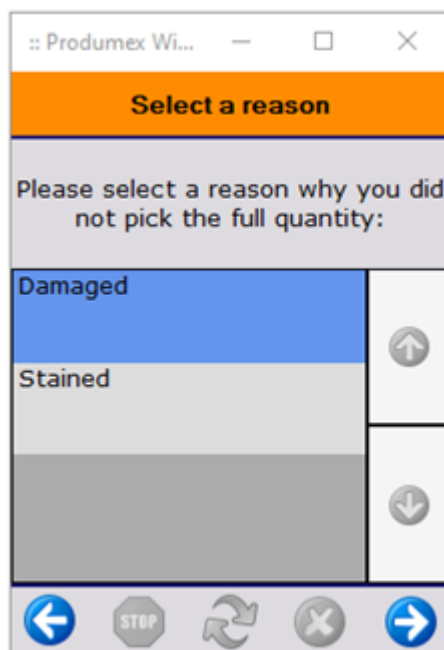 :: Produmex Wi...
Select a reason
Please select a reason why you did
not pick the full quantity:
Damaged
Stained
STOP